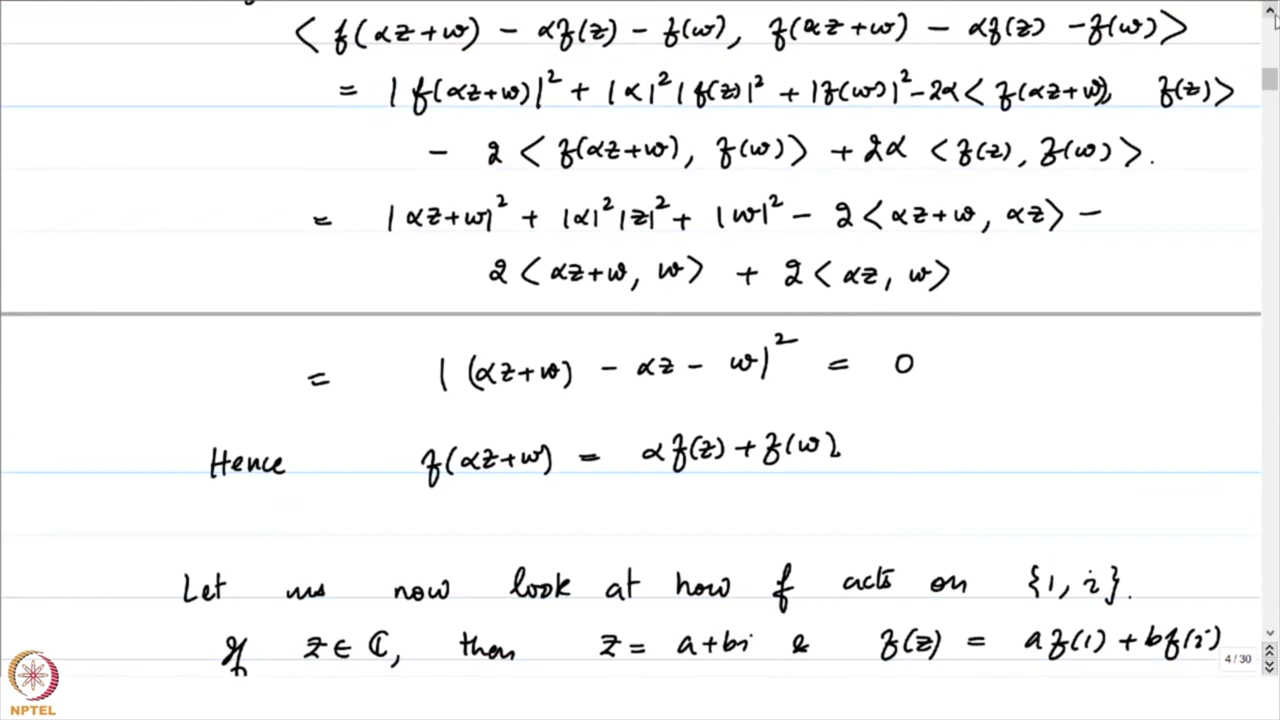 < f(αz+w) - αf(z) - f(w), f(αz+w) - αf(z) - f(w) >
= |f(αz+w)|² + |α|² |f(z)|² + |f(w)|² - 2α < f(αz+w), f(z) >
- 2 < f(αz+w), f(w) > + 2α < f(z), f(w) >.
= |αz+w|² + |α|² |z|² + |w|² - 2 < αz+w, αz > -
2 < αz+w, w > + 2 < αz, w >
= | (αz+w) - αz - w |² = 0
Hence f(αz+w) = αf(z) + f(w).
Let us now look at how f acts on {1, i}.
If z ∈ ℂ, then z = a+bi & f(z) = af(1) + bf(i)
4 / 30
NPTEL